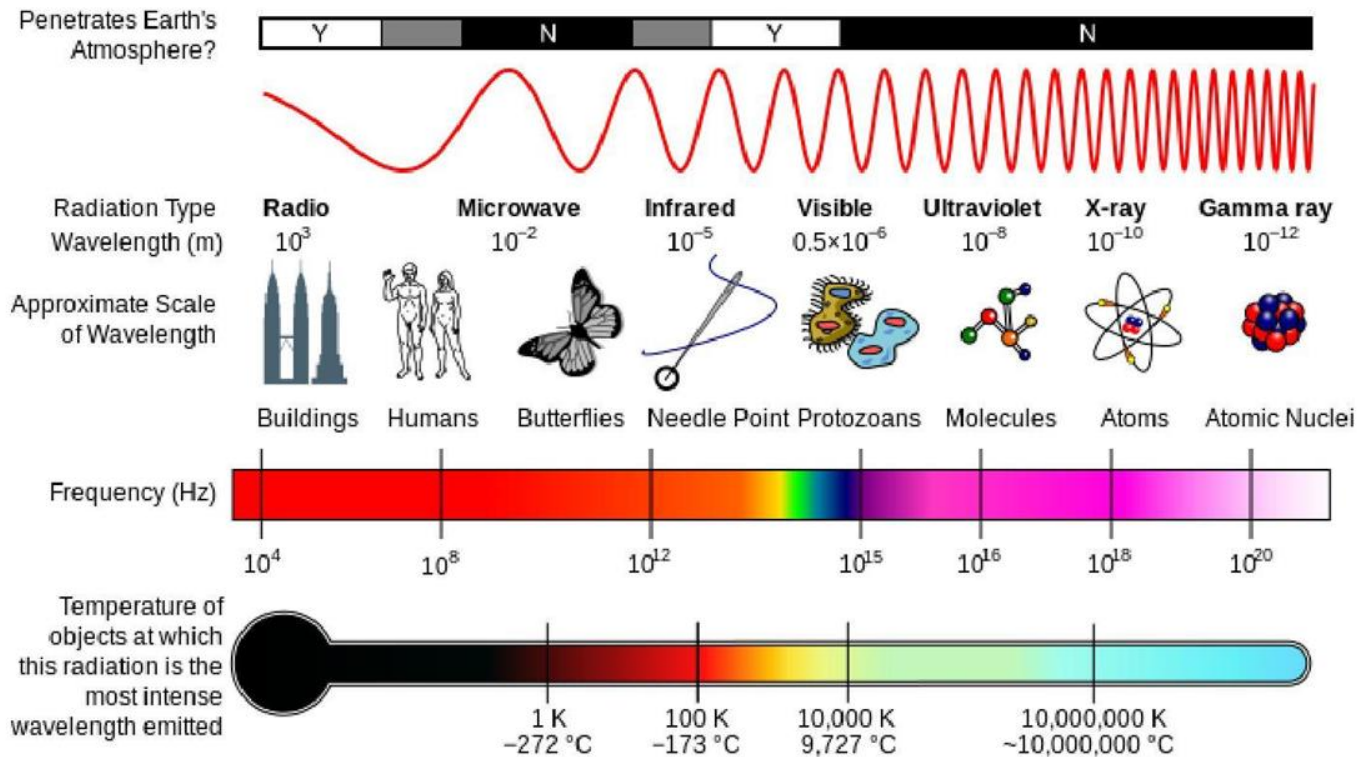 Penetrates Earth's
Atmosphere?
Y N Y N
Radiation Type
Radio Microwave Infrared Visible Ultraviolet X-ray Gamma ray
Wavelength (m)
10³ 10⁻² 10⁻⁵ 0.5×10⁻⁶ 10⁻⁸ 10⁻¹⁰ 10⁻¹²
Approximate Scale
of Wavelength
Buildings Humans Butterflies Needle Point Protozoans Molecules Atoms Atomic Nuclei
Frequency (Hz)
10⁴ 10⁸ 10¹² 10¹⁵ 10¹⁶ 10¹⁸ 10²⁰
Temperature of
objects at which
this radiation is the
most intense
wavelength emitted
1 K 100 K 10,000 K 10,000,000 K
−272 °C −173 °C 9,727 °C ~10,000,000 °C